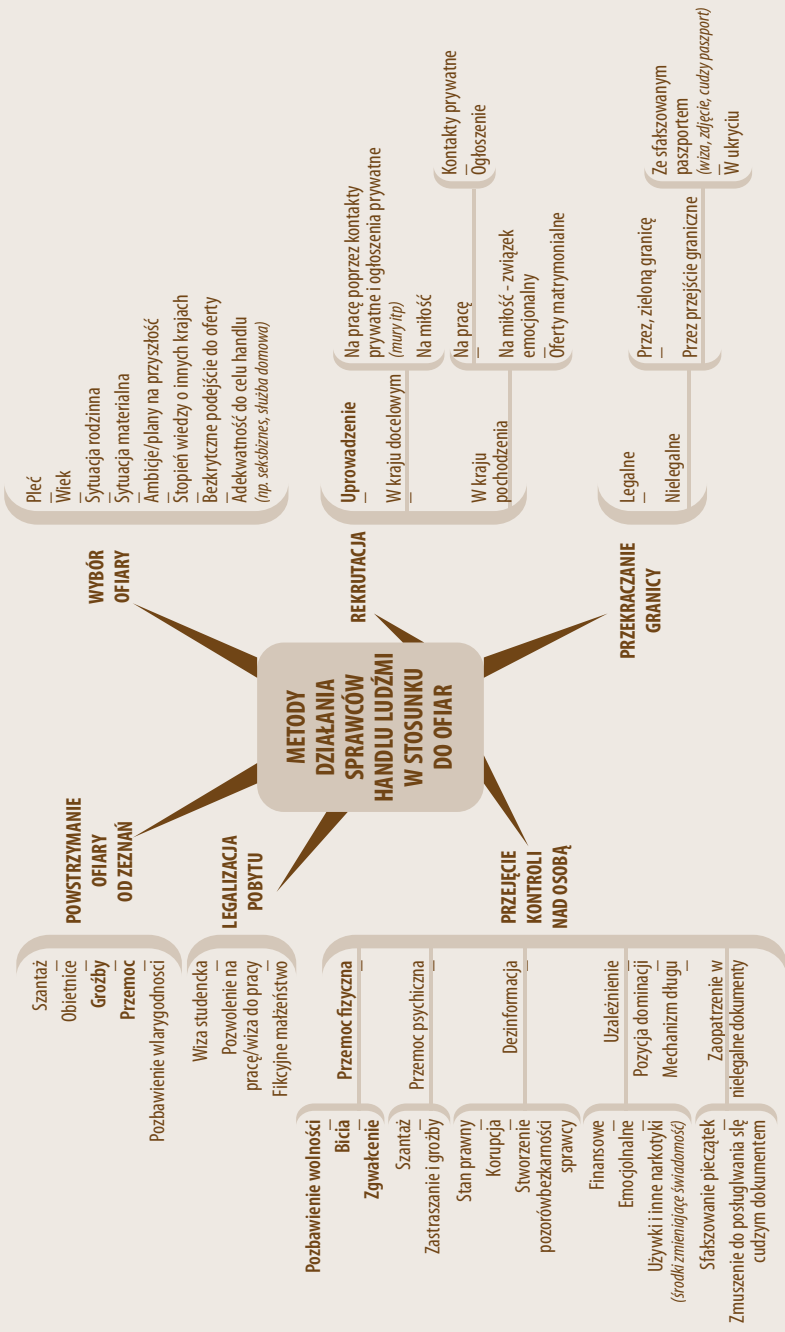 METODY
DZIAŁANIA
SPRAWCÓW
HANDLU LUDŹMI
W STOSUNKU
DO OFIAR
WYBÓR
OFIARY
Płeć
Wiek
Sytuacja rodzinna
Sytuacja materialna
Ambicje/plany na przyszłość
Stopień wiedzy o innych krajach
Bezkrytczne podejście do oferty
Adekwatność do celu handlu
(np. seksbiznes, służba domowa)
REKRUTACJA
Uprowadzenie
W kraju docelowym
Na pracę poprzez kontakty
prywatne i ogłoszenia prywatne
(mury itp)
Na miłość
W kraju
pochodzenia
Na pracę
Kontakty prywatne
Ogłoszenie
Na miłość - związek
emocjonalny
Oferty matrymonialne
PRZEKRACZANIE
GRANICY
Legalne
Nielegalne
Przez, zieloną granicę
Przez przejście graniczne
Ze sfałszowanym
paszportem
(wiza, zdjęcie, cudzy paszport)
W ukryciu
POWSTRZYMANIE
OFIARY
OD ZEZNAŃ
Szantaż
Obietnice
Groźby
Przemoc
Pozbawienie wlarygodnosci
LEGALIZACJA
POBYTU
Wiza studencka
Pozwolenie na
pracę/wiza do pracy
Fikcyjne małżeństwo
PRZEJĘCIE
KONTROLI
NAD OSOBĄ
Przemoc fizyczna
Pozbawienie wolności
Bicia
Zgwałcenie
Przemoc psychiczna
Szantaż
Zastraszanie i groźby
Dezinformacja
Stan prawny
Korupcja
Stworzenie
pozorówbezkarności
sprawcy
Uzależnienie
Pozycja dominacji
Mechanizm długu
Finansowe
Emocjolnalne
Używki i inne narkotyki
(środki zmieniające świadomość)
Zaopatrzenie w
nielegalne dokumenty
Sfałszowanie pieczątek
Zmuszenie do posługlwania slę
cudzym dokumentem